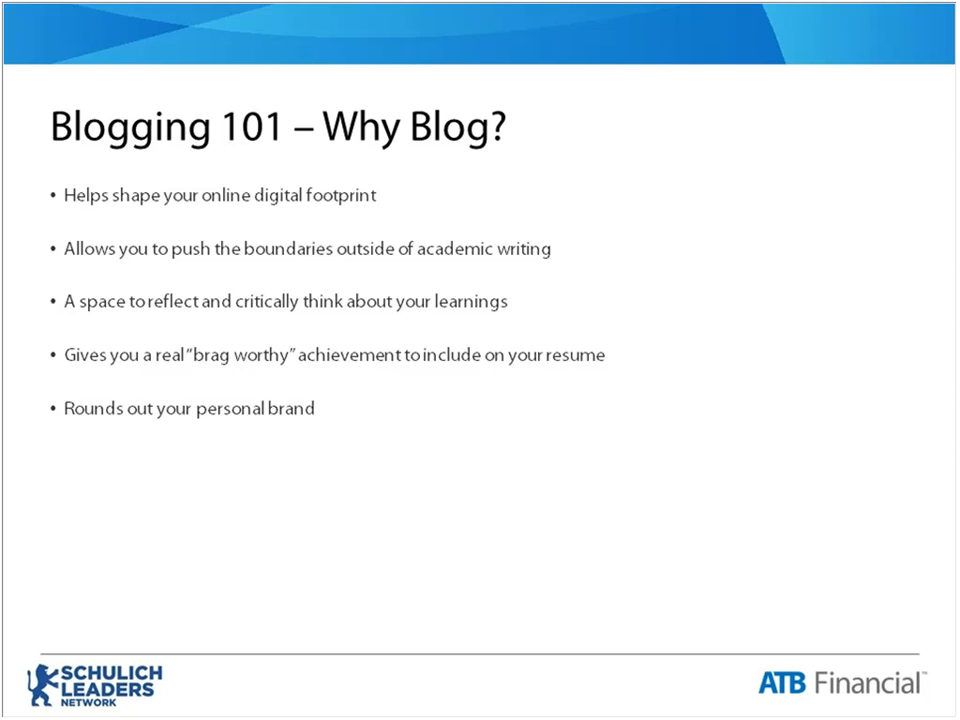 Blogging 101 – Why Blog?
• Helps shape your online digital footprint
• Allows you to push the boundaries outside of academic writing
• A space to reflect and critically think about your learnings
• Gives you a real “brag worthy” achievement to include on your resume
• Rounds out your personal brand
SCHULICH
LEADERS
NETWORK
ATB Financial™